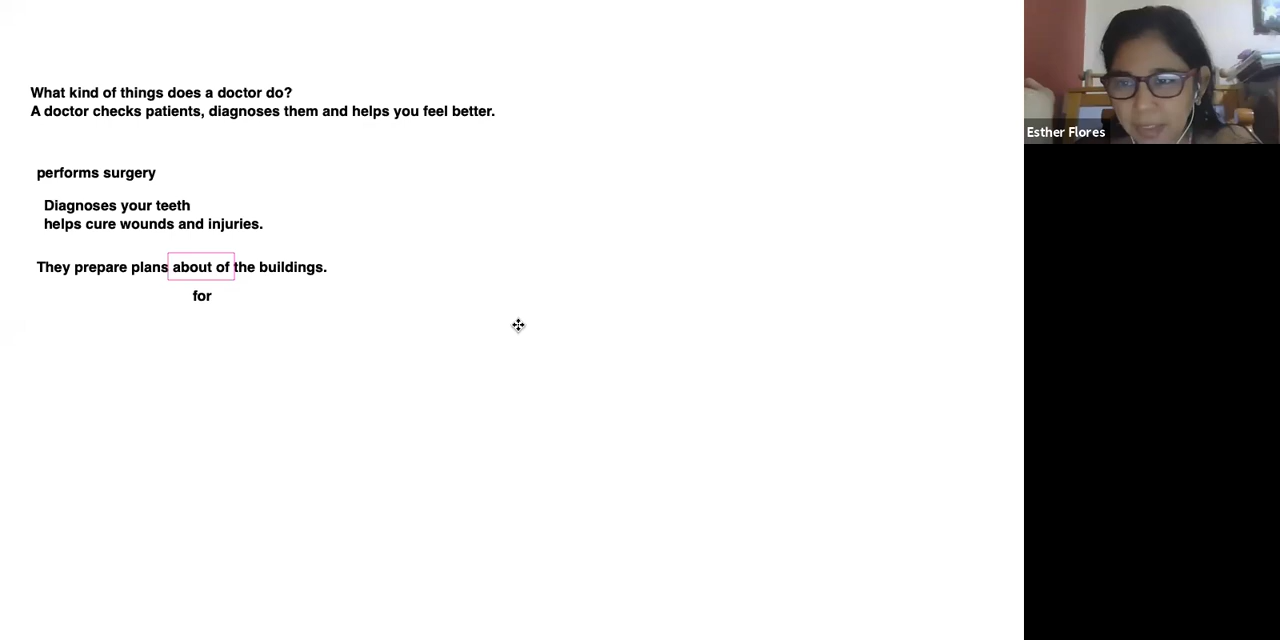 What kind of things does a doctor do?
A doctor checks patients, diagnoses them and helps you feel better.
performs surgery
Diagnoses your teeth
helps cure wounds and injuries.
They prepare plans about of the buildings.
for
Esther Flores